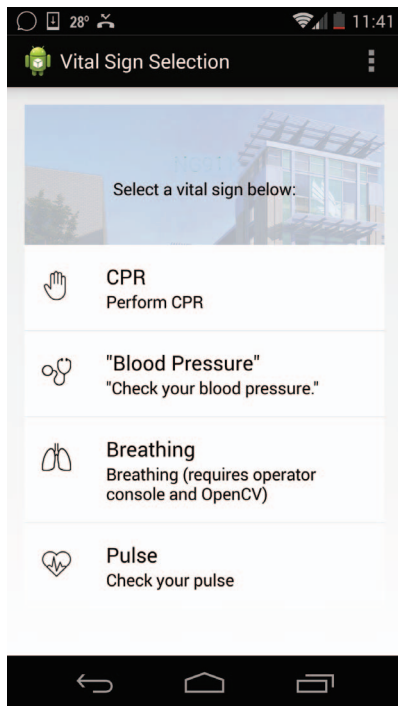 28° 11:41
Vital Sign Selection
Select a vital sign below:
CPR
Perform CPR
"Blood Pressure"
"Check your blood pressure."
Breathing
Breathing (requires operator
console and OpenCV)
Pulse
Check your pulse